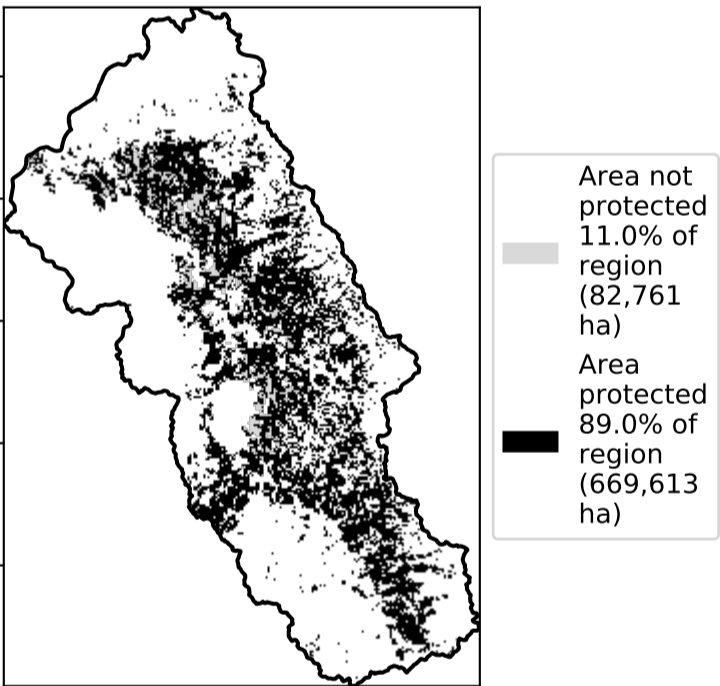 Area not
protected
11.0% of
region
(82,761
ha)
Area
protected
89.0% of
region
(669,613
ha)